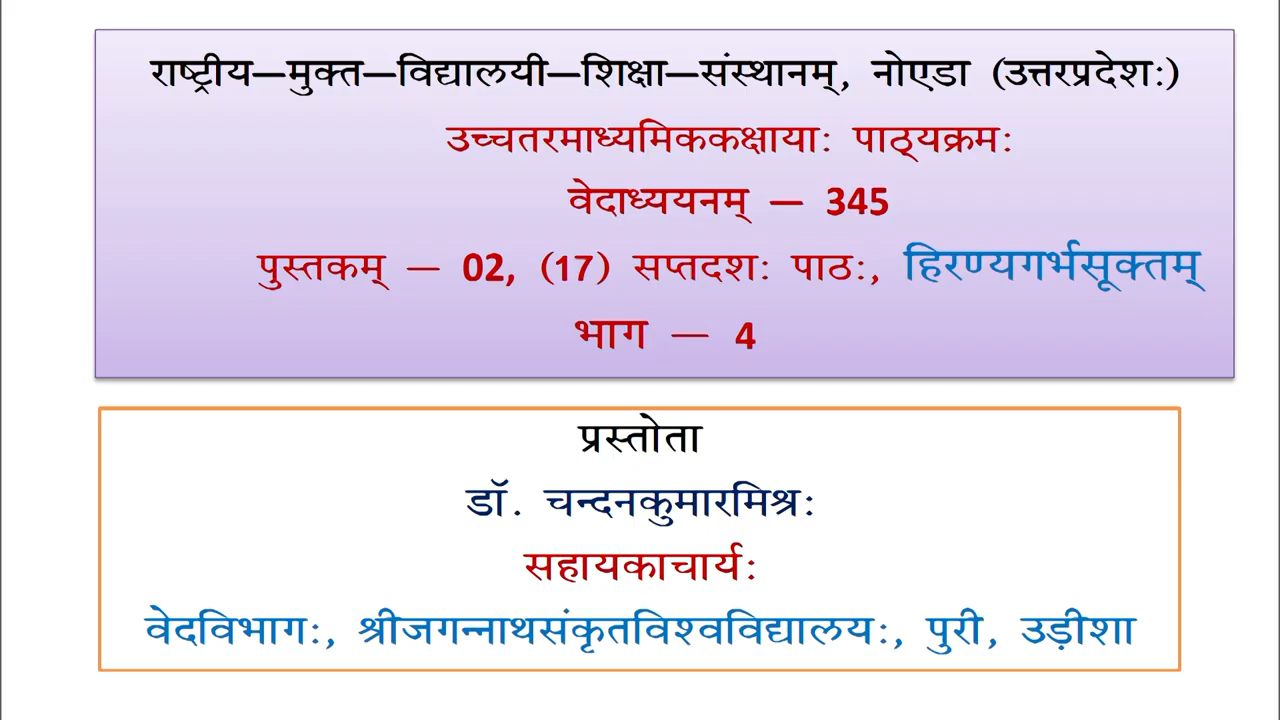 राष्ट्रीय—मुक्त—विद्यालयी—शिक्षा—संस्थानम्, नोएडा (उत्तरप्रदेशः)
उच्चतरमाध्यमिककक्षायाः पाठ्यक्रमः
वेदाध्ययनम् — 345
पुस्तकम् — 02, (17) सप्तदशः पाठः, हिरण्यगर्भसूक्तम्
भाग — 4
प्रस्तोता
डॉ. चन्दनकुमारमिश्रः
सहायकाचार्यः
वेदविभागः, श्रीजगन्नाथसंकृतविश्वविद्यालयः, पुरी, उड़ीशा